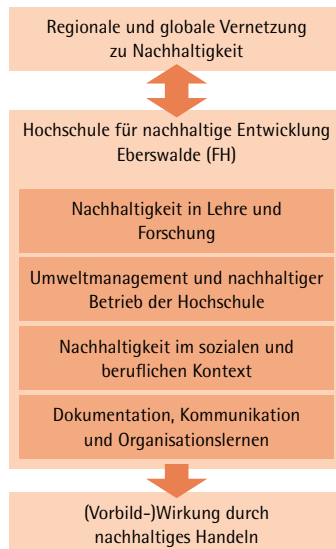 Regionale und globale Vernetzung
zu Nachhaltigkeit
Hochschule für nachhaltige Entwicklung
Eberswalde (FH)
Nachhaltigkeit in Lehre und
Forschung
Umweltmanagement und nachhaltiger
Betrieb der Hochschule
Nachhaltigkeit im sozialen und
beruflichen Kontext
Dokumentation, Kommunikation
und Organisationslernen
(Vorbild-)Wirkung durch
nachhaltiges Handeln